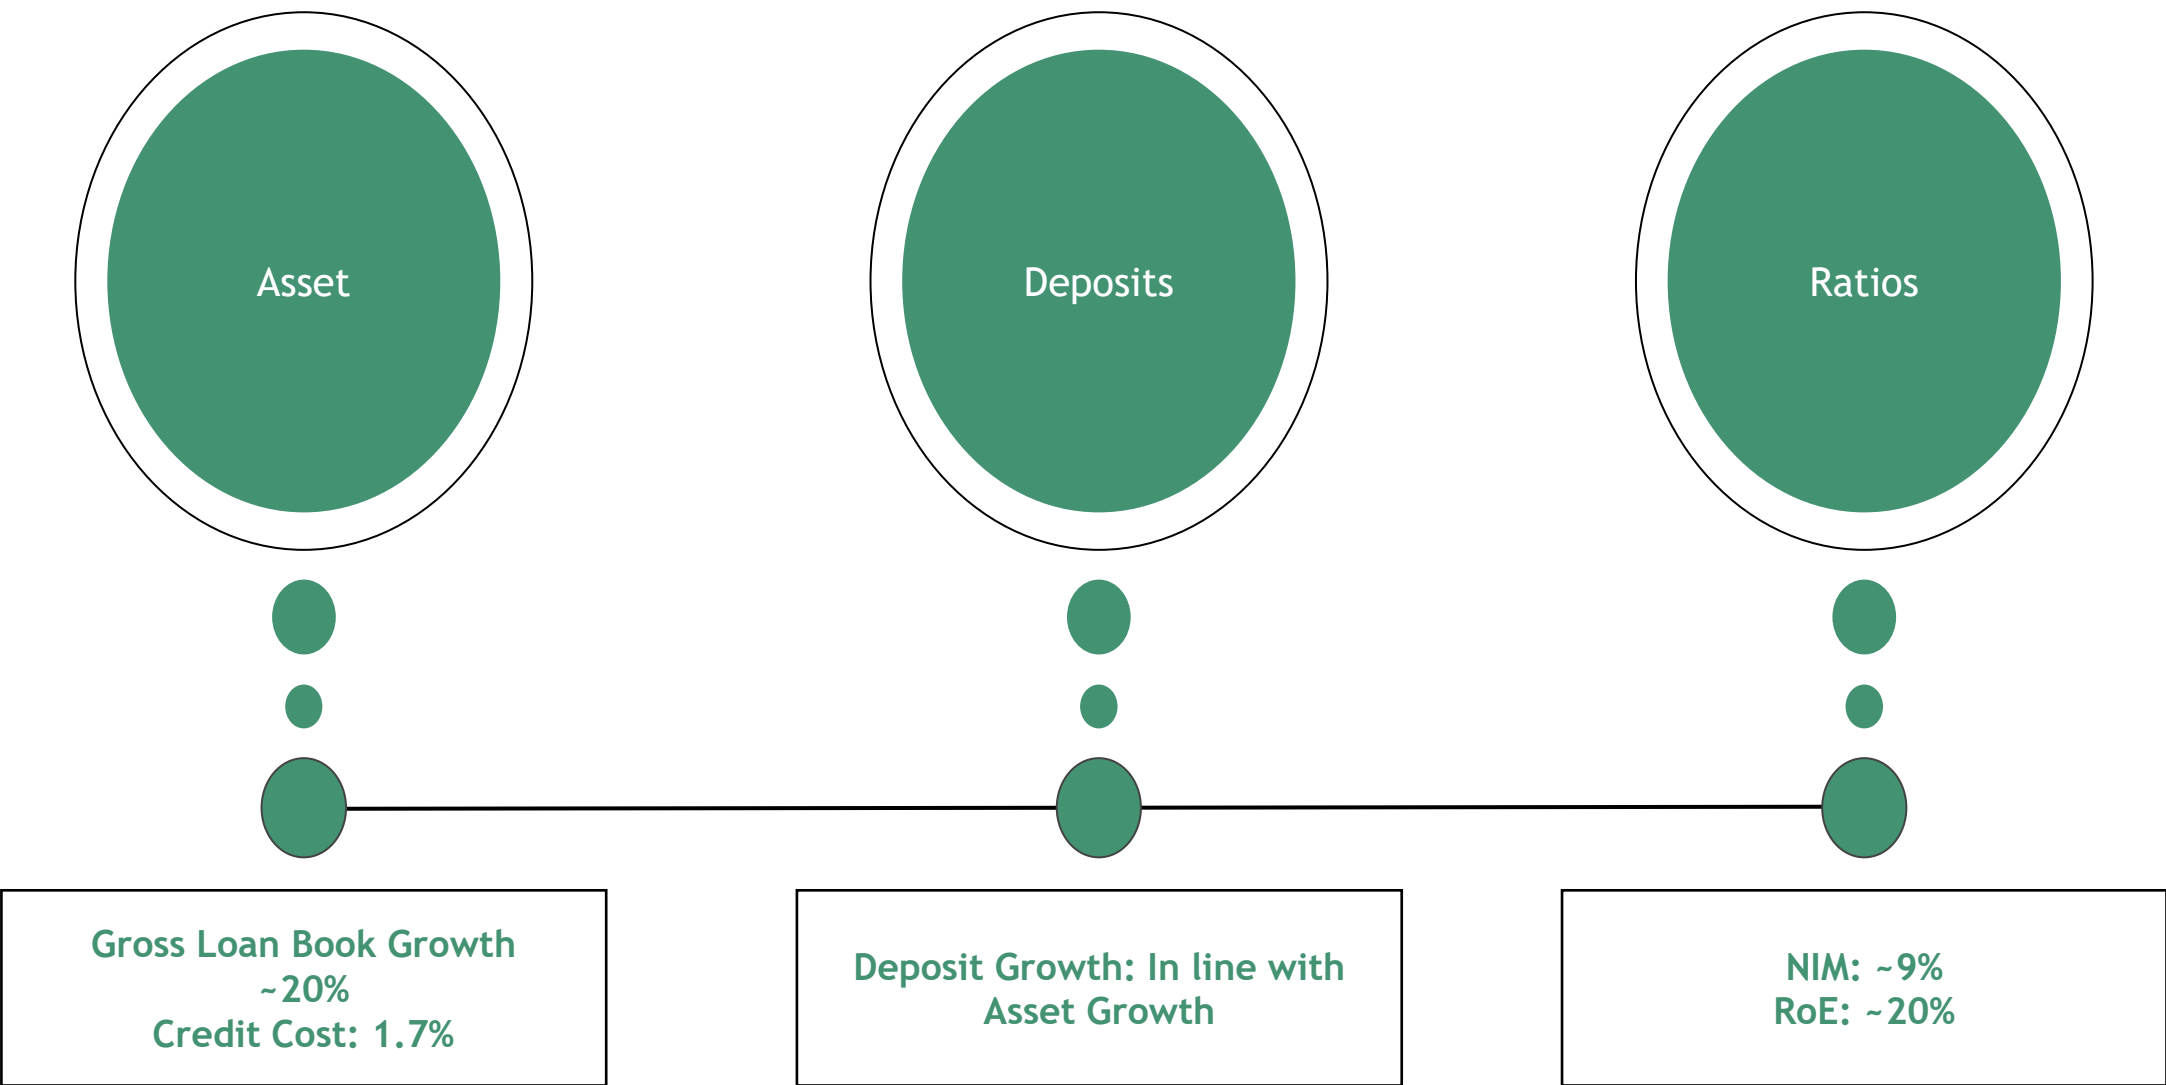 Asset
Deposits
Ratios
Gross Loan Book Growth
~20%
Credit Cost: 1.7%
Deposit Growth: In line with
Asset Growth
NIM: ~9%
RoE: ~20%